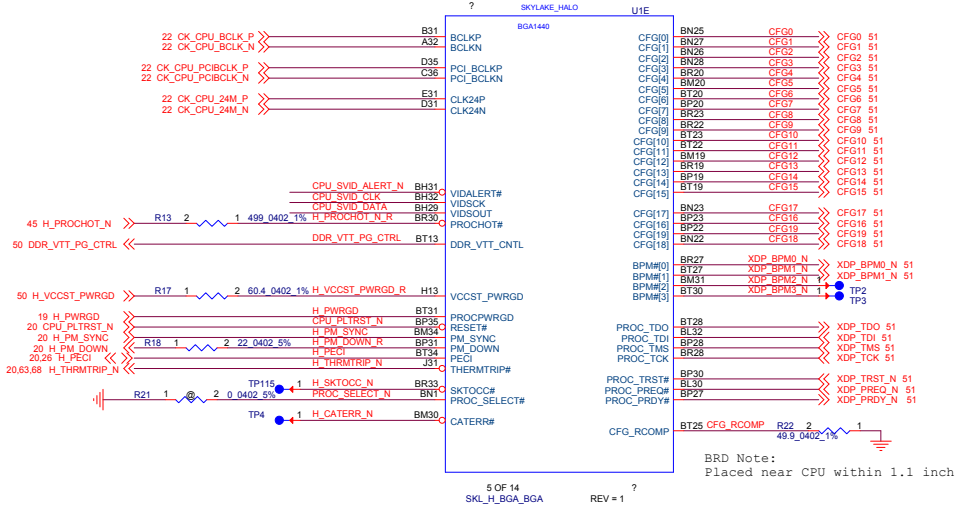 ? SKYLAKE_HALO U1E
BGA1440
22 CK_CPU_BCLK_P B31 BCLKP
22 CK_CPU_BCLK_N A32 BCLKN
22 CK_CPU_PCIBCLK_P D35 PCI_BCLKP
22 CK_CPU_PCIBCLK_N C36 PCI_BCLKN
22 CK_CPU_24M_P E31 CLK24P
22 CK_CPU_24M_N D31 CLK24N
CPU_SVID_ALERT_N BH31 VIDALERT#
CPU_SVID_CLK BH32 VIDSCK
CPU_SVID_DATA BH29 VIDSOUT
45 H_PROCHOT_N R13 2 1 499_0402_1% H_PROCHOT_N_R BR30 PROCHOT#
50 DDR_VTT_PG_CTRL DDR_VTT_PG_CTRL BT13 DDR_VTT_CNTL
50 H_VCCST_PWRGD R17 1 2 60.4_0402_1% H_VCCST_PWRGD_R H13 VCCST_PWRGD
19 H_PWRGD H_PWRGD BT31 PROCPWRGD
20 CPU_PLTRST_N CPU_PLTRST_N BP35 RESET#
20 H_PM_SYNC H_PM_SYNC BM34 PM_SYNC
20 H_PM_DOWN R18 1 2 22_0402_5% H_PM_DOWN_R BP31 PM_DOWN
20,26 H_PECI H_PECI BT34 PECI
20,63,68 H_THRMTRIP_N H_THRMTRIP_N J31 THERMTRIP#
TP115 1 H_SKTOCC_N BR33 SKTOCC#
R21 1 @ 2 0_0402_5% PROC_SELECT_N BN1 PROC_SELECT#
TP4 1 H_CATERR_N BM30 CATERR#
CFG[0] BN25 CFG0 CFG0 51
CFG[1] BN27 CFG1 CFG1 51
CFG[2] BN26 CFG2 CFG2 51
CFG[3] BN28 CFG3 CFG3 51
CFG[4] BR20 CFG4 CFG4 51
CFG[5] BM20 CFG5 CFG5 51
CFG[6] BT20 CFG6 CFG6 51
CFG[7] BP20 CFG7 CFG7 51
CFG[8] BR23 CFG8 CFG8 51
CFG[9] BR22 CFG9 CFG9 51
CFG[10] BT23 CFG10 CFG10 51
CFG[11] BT22 CFG11 CFG11 51
CFG[12] BM19 CFG12 CFG12 51
CFG[13] BR19 CFG13 CFG13 51
CFG[14] BP19 CFG14 CFG14 51
CFG[15] BT19 CFG15 CFG15 51
CFG[17] BN23 CFG17 CFG17 51
CFG[16] BP23 CFG16 CFG16 51
CFG[19] BP22 CFG19 CFG19 51
CFG[18] BN22 CFG18 CFG18 51
BPM#[0] BR27 XDP_BPM0_N XDP_BPM0_N 51
BPM#[1] BT27 XDP_BPM1_N XDP_BPM1_N 51
BPM#[2] BM31 XDP_BPM2_N 1 TP2
BPM#[3] BT30 XDP_BPM3_N 1 TP3
PROC_TDO BT28 XDP_TDO 51
PROC_TDI BL32 XDP_TDI 51
PROC_TMS BP28 XDP_TMS 51
PROC_TCK BR28 XDP_TCK 51
PROC_TRST# BP30 XDP_TRST_N 51
PROC_PREQ# BL30 XDP_PREQ_N 51
PROC_PRDY# BP27 XDP_PRDY_N 51
CFG_RCOMP BT25 CFG_RCOMP R22 2 1
49.9_0402_1%
BRD Note:
Placed near CPU within 1.1 inch
5 OF 14 ?
SKL_H_BGA_BGA REV = 1